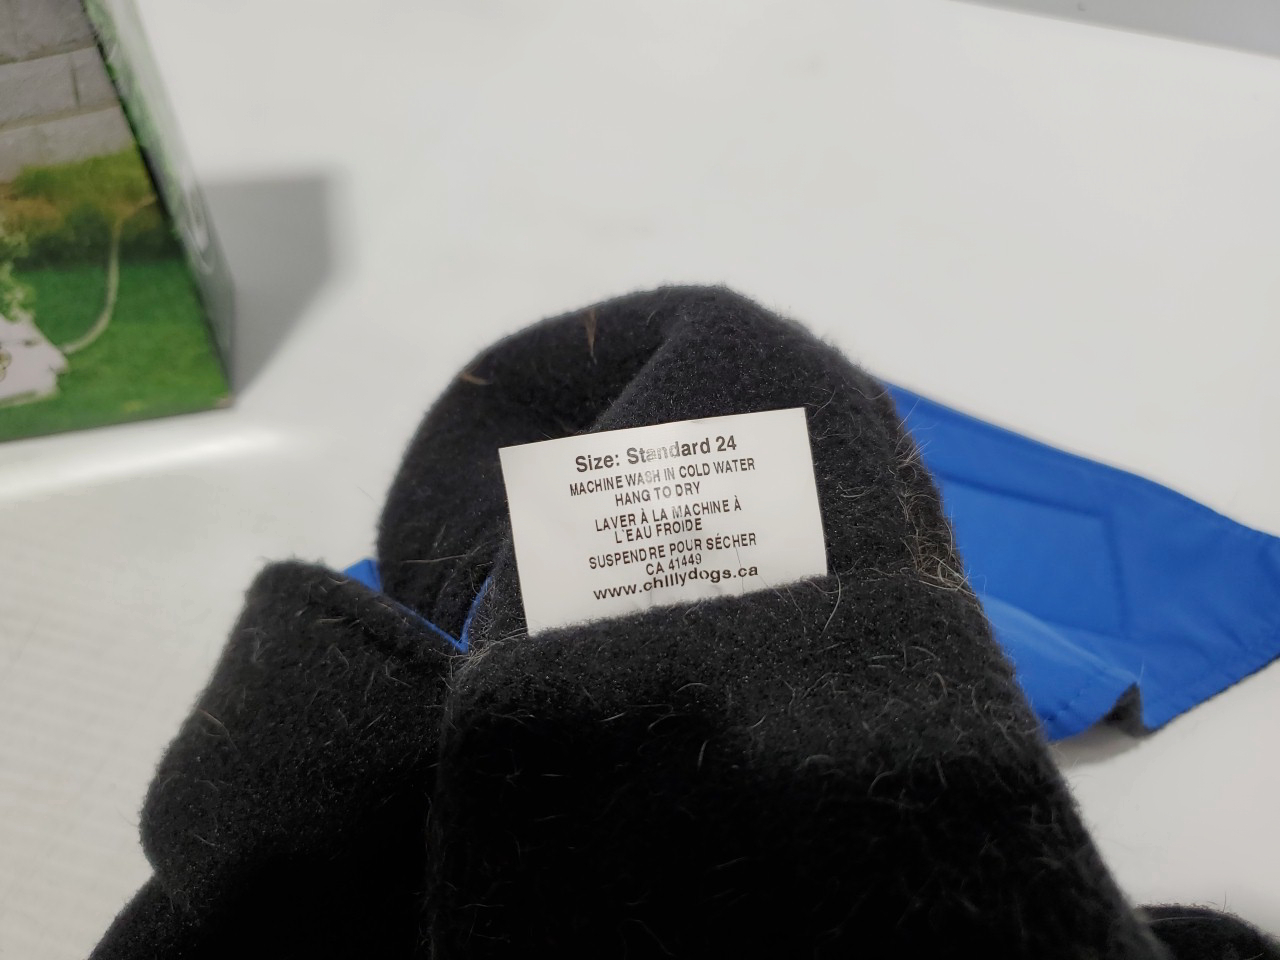 Size: Standard 24
MACHINE WASH IN COLD WATER
HANG TO DRY
LAVER À LA MACHINE À
L'EAU FROIDE
SUSPENDRE POUR SÉCHER
CA 41449
www.chillydogs.ca